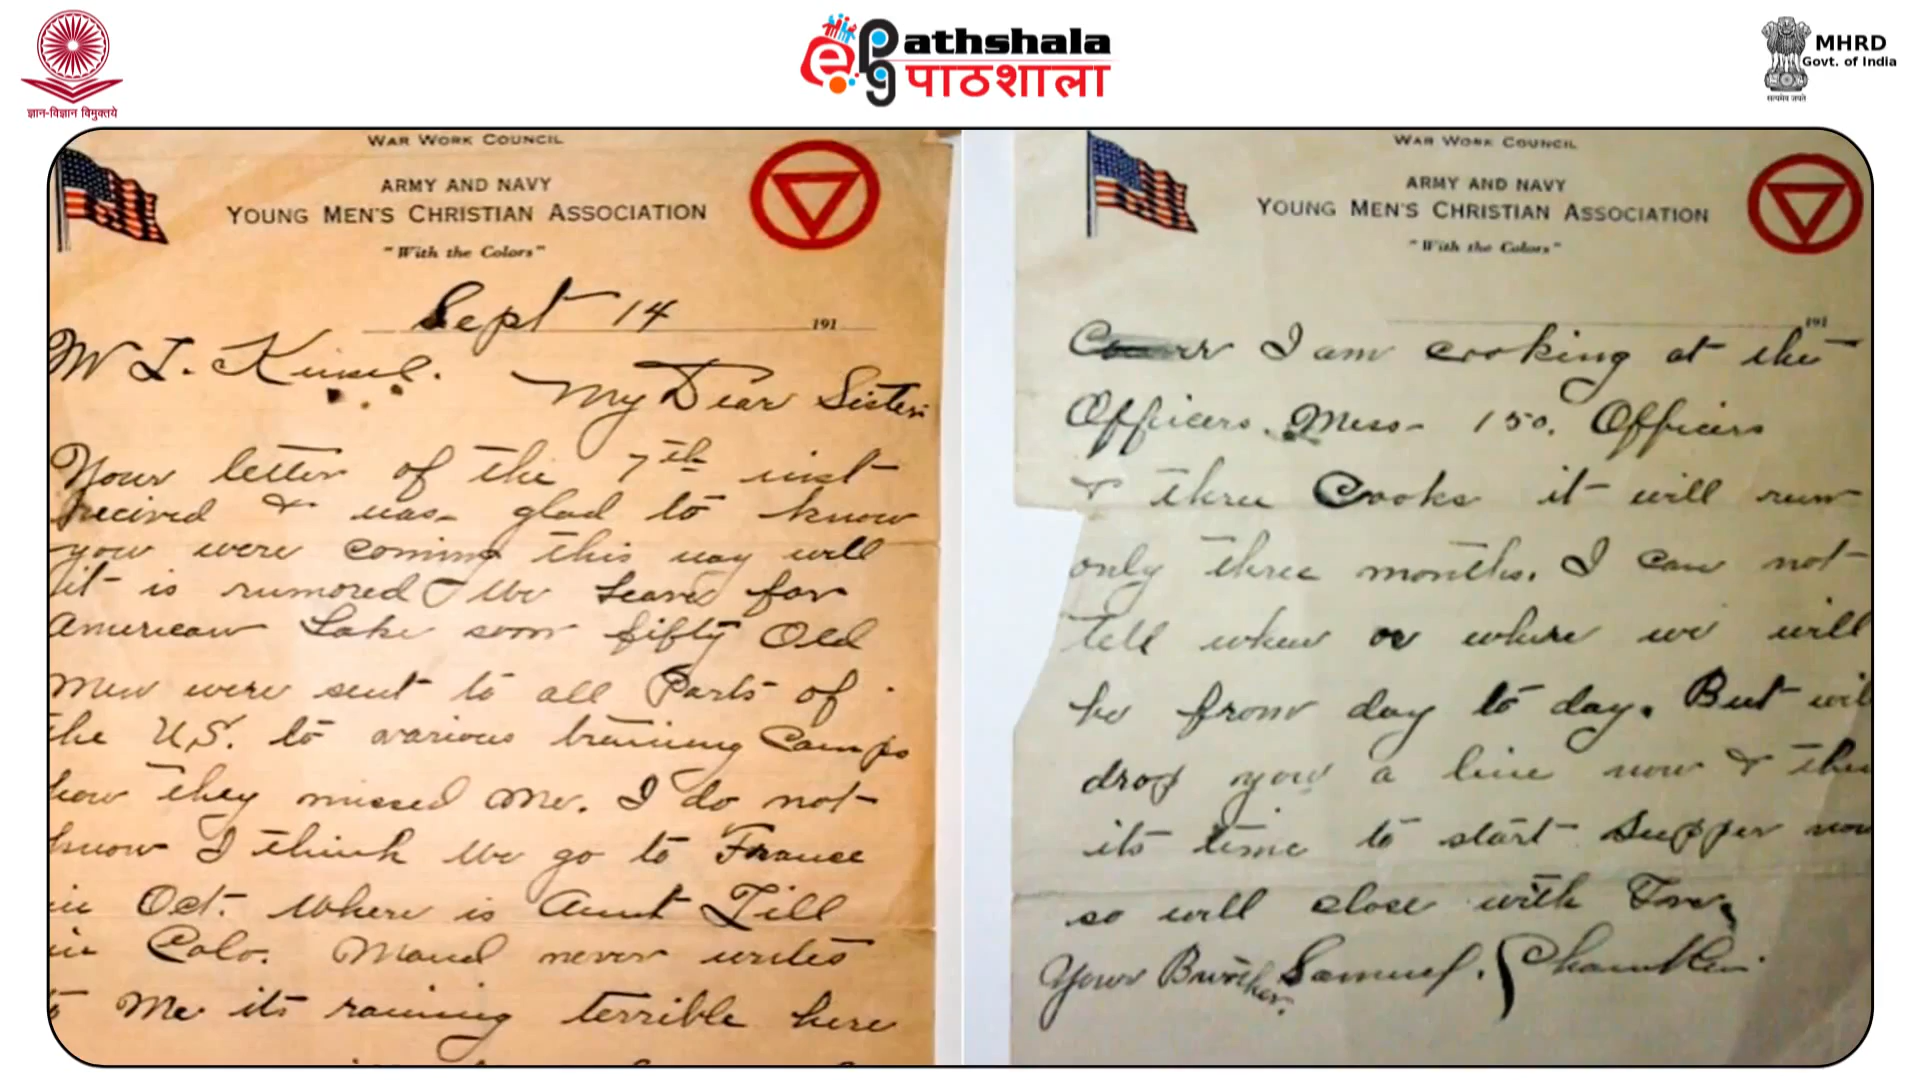 ज्ञान-विज्ञान विमुक्तये
ePg Pathshala
पाठशाला
MHRD
Govt. of India
सत्यमेव जयते
WAR WORK COUNCIL
ARMY AND NAVY
YOUNG MEN'S CHRISTIAN ASSOCIATION
"With the Colors"
Sept 14 191
My Dear Sister
Your letter of the 7th inst
recived & was glad to know
you were coming this way will
it is rumored We Leave for
American Lake soon fifty Old
Men were sent to all Parts of
the U.S. to various training Camps
how they missed Me. I do not
know I think We go to France
in Oct. Where is Aunt Till
in Colo. Maud never writes
to Me its raining terrible here
WAR WORK COUNCIL
ARMY AND NAVY
YOUNG MEN'S CHRISTIAN ASSOCIATION
"With the Colors"
191
I am cooking at the
Officers Mess 150. Officers
& three Cooks it will run
only three months. I can not
tell when or where we will
be from day to day. But will
drop you a line now & then
its time to start Supper now
so will close with Love
Your Brother Samuel.